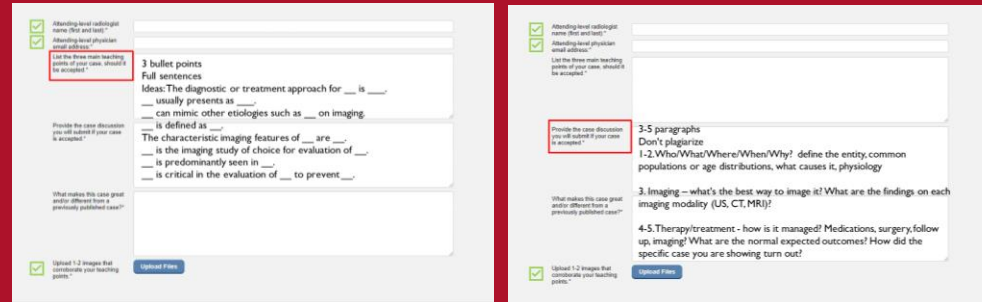 Attending-level radiologist
name (first and last).*
Attending-level physician
email address:*
List the three main teaching
points of your case, should it
be accepted.*
3 bullet points
Full sentences
Ideas: The diagnostic or treatment approach for __ is ___.
__ usually presents as ___.
__ can mimic other etiologies such as __ on imaging.
__ is defined as __.
The characteristic imaging features of __ are __.
__ is the imaging study of choice for evaluation of __.
__ is predominantly seen in __.
__ is critical in the evaluation of __ to prevent __.
Provide the case discussion
you will submit if your case
is accepted.*
What makes this case great
and/or different from a
previously published case?*
Upload 1-2 images that
corroborate your teaching
points.*
Upload Files
Attending-level radiologist
name (first and last).*
Attending-level physician
email address:*
List the three main teaching
points of your case, should it
be accepted.*
Provide the case discussion
you will submit if your case
is accepted.*
3-5 paragraphs
Don't plagiarize
1-2. Who/What/Where/When/Why? define the entity, common
populations or age distributions, what causes it, physiology
3. Imaging – what's the best way to image it? What are the findings on each
imaging modality (US, CT, MRI)?
4-5. Therapy/treatment - how is it managed? Medications, surgery, follow
up, imaging? What are the normal expected outcomes? How did the
specific case you are showing turn out?
What makes this case great
and/or different from a
previously published case?*
Upload 1-2 images that
corroborate your teaching
points.*
Upload Files